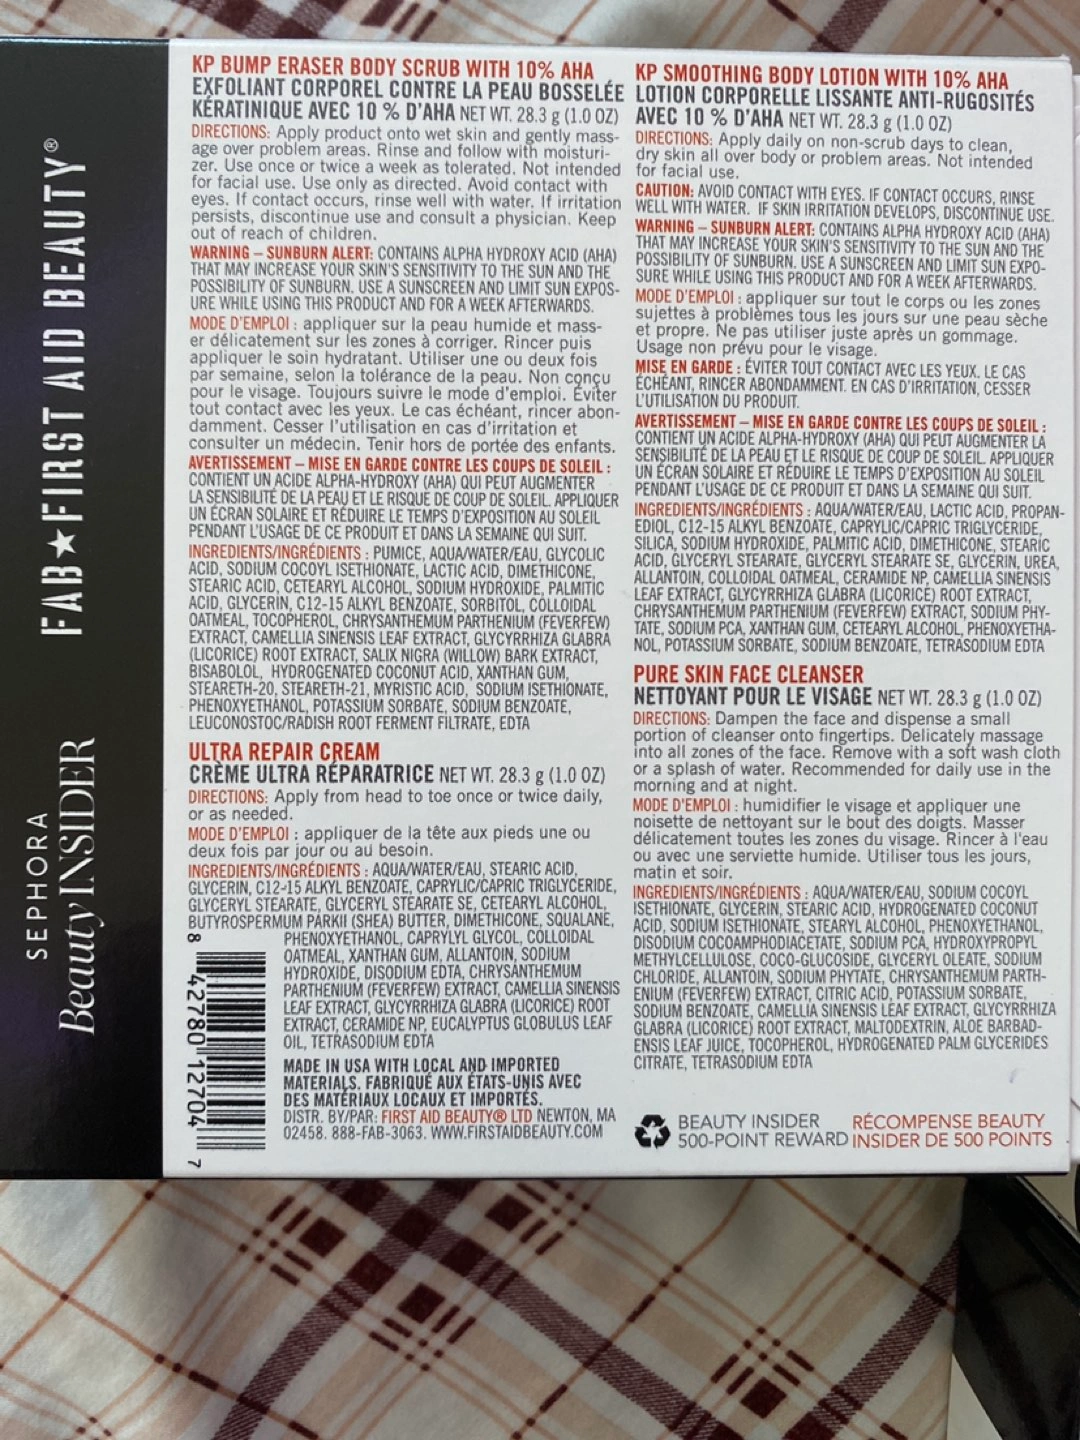 FAB★FIRST AID BEAUTY®
SEPHORA
Beauty INSIDER
KP BUMP ERASER BODY SCRUB WITH 10% AHA
EXFOLIANT CORPOREL CONTRE LA PEAU BOSSELÉE
KÉRATINIQUE AVEC 10 % D'AHA NET WT. 28.3 g (1.0 OZ)
DIRECTIONS: Apply product onto wet skin and gently mass-
age over problem areas. Rinse and follow with moisturi-
zer. Use once or twice a week as tolerated. Not intended
for facial use. Use only as directed. Avoid contact with
eyes. If contact occurs, rinse well with water. If irritation
persists, discontinue use and consult a physician. Keep
out of reach of children.
WARNING – SUNBURN ALERT: CONTAINS ALPHA HYDROXY ACID (AHA)
THAT MAY INCREASE YOUR SKIN'S SENSITIVITY TO THE SUN AND THE
POSSIBILITY OF SUNBURN. USE A SUNSCREEN AND LIMIT SUN EXPOS-
URE WHILE USING THIS PRODUCT AND FOR A WEEK AFTERWARDS.
MODE D'EMPLOI : appliquer sur la peau humide et mass-
er délicatement sur les zones à corriger. Rincer puis
appliquer le soin hydratant. Utiliser une ou deux fois
par semaine, selon la tolérance de la peau. Non conçu
pour le visage. Toujours suivre le mode d'emploi. Éviter
tout contact avec les yeux. Le cas échéant, rincer abon-
damment. Cesser l'utilisation en cas d'irritation et
consulter un médecin. Tenir hors de portée des enfants.
AVERTISSEMENT – MISE EN GARDE CONTRE LES COUPS DE SOLEIL :
CONTIENT UN ACIDE ALPHA-HYDROXY (AHA) QUI PEUT AUGMENTER
LA SENSIBILITÉ DE LA PEAU ET LE RISQUE DE COUP DE SOLEIL. APPLIQUER
UN ÉCRAN SOLAIRE ET RÉDUIRE LE TEMPS D'EXPOSITION AU SOLEIL
PENDANT L'USAGE DE CE PRODUIT ET DANS LA SEMAINE QUI SUIT.
INGREDIENTS/INGRÉDIENTS : PUMICE, AQUA/WATER/EAU, GLYCOLIC
ACID, SODIUM COCOYL ISETHIONATE, LACTIC ACID, DIMETHICONE,
STEARIC ACID, CETEARYL ALCOHOL, SODIUM HYDROXIDE, PALMITIC
ACID, GLYCERIN, C12-15 ALKYL BENZOATE, SORBITOL, COLLOIDAL
OATMEAL, TOCOPHEROL, CHRYSANTHEMUM PARTHENIUM (FEVERFEW)
EXTRACT, CAMELLIA SINENSIS LEAF EXTRACT, GLYCYRRHIZA GLABRA
(LICORICE) ROOT EXTRACT, SALIX NIGRA (WILLOW) BARK EXTRACT,
BISABOLOL, HYDROGENATED COCONUT ACID, XANTHAN GUM,
STEARETH-20, STEARETH-21, MYRISTIC ACID, SODIUM ISETHIONATE,
PHENOXYETHANOL, POTASSIUM SORBATE, SODIUM BENZOATE,
LEUCONOSTOC/RADISH ROOT FERMENT FILTRATE, EDTA
ULTRA REPAIR CREAM
CRÈME ULTRA RÉPARATRICE NET WT. 28.3 g (1.0 OZ)
DIRECTIONS: Apply from head to toe once or twice daily,
or as needed.
MODE D'EMPLOI : appliquer de la tête aux pieds une ou
deux fois par jour ou au besoin.
INGREDIENTS/INGRÉDIENTS : AQUA/WATER/EAU, STEARIC ACID,
GLYCERIN, C12-15 ALKYL BENZOATE, CAPRYLIC/CAPRIC TRIGLYCERIDE,
GLYCERYL STEARATE, GLYCERYL STEARATE SE, CETEARYL ALCOHOL,
BUTYROSPERMUM PARKII (SHEA) BUTTER, DIMETHICONE, SQUALANE,
PHENOXYETHANOL, CAPRYLYL GLYCOL, COLLOIDAL
OATMEAL, XANTHAN GUM, ALLANTOIN, SODIUM
HYDROXIDE, DISODIUM EDTA, CHRYSANTHEMUM
PARTHENIUM (FEVERFEW) EXTRACT, CAMELLIA SINENSIS
LEAF EXTRACT, GLYCYRRHIZA GLABRA (LICORICE) ROOT
EXTRACT, CERAMIDE NP, EUCALYPTUS GLOBULUS LEAF
OIL, TETRASODIUM EDTA
MADE IN USA WITH LOCAL AND IMPORTED
MATERIALS. FABRIQUÉ AUX ÉTATS-UNIS AVEC
DES MATÉRIAUX LOCAUX ET IMPORTÉS.
DISTR. BY/PAR: FIRST AID BEAUTY® LTD NEWTON, MA
02458. 888-FAB-3063. WWW.FIRSTAIDBEAUTY.COM
8 42780 12704 7
KP SMOOTHING BODY LOTION WITH 10% AHA
LOTION CORPORELLE LISSANTE ANTI-RUGOSITÉS
AVEC 10 % D'AHA NET WT. 28.3 g (1.0 OZ)
DIRECTIONS: Apply daily on non-scrub days to clean,
dry skin all over body or problem areas. Not intended
for facial use.
CAUTION: AVOID CONTACT WITH EYES. IF CONTACT OCCURS, RINSE
WELL WITH WATER. IF SKIN IRRITATION DEVELOPS, DISCONTINUE USE.
WARNING – SUNBURN ALERT: CONTAINS ALPHA HYDROXY ACID (AHA)
THAT MAY INCREASE YOUR SKIN'S SENSITIVITY TO THE SUN AND THE
POSSIBILITY OF SUNBURN. USE A SUNSCREEN AND LIMIT SUN EXPO-
SURE WHILE USING THIS PRODUCT AND FOR A WEEK AFTERWARDS.
MODE D'EMPLOI : appliquer sur tout le corps ou les zones
sujettes à problèmes tous les jours sur une peau sèche
et propre. Ne pas utiliser juste après un gommage.
Usage non prévu pour le visage.
MISE EN GARDE : ÉVITER TOUT CONTACT AVEC LES YEUX. LE CAS
ÉCHÉANT, RINCER ABONDAMMENT. EN CAS D'IRRITATION, CESSER
L'UTILISATION DU PRODUIT.
AVERTISSEMENT – MISE EN GARDE CONTRE LES COUPS DE SOLEIL :
CONTIENT UN ACIDE ALPHA-HYDROXY (AHA) QUI PEUT AUGMENTER LA
SENSIBILITÉ DE LA PEAU ET LE RISQUE DE COUP DE SOLEIL. APPLIQUER
UN ÉCRAN SOLAIRE ET RÉDUIRE LE TEMPS D'EXPOSITION AU SOLEIL
PENDANT L'USAGE DE CE PRODUIT ET DANS LA SEMAINE QUI SUIT.
INGREDIENTS/INGRÉDIENTS : AQUA/WATER/EAU, LACTIC ACID, PROPAN-
EDIOL, C12-15 ALKYL BENZOATE, CAPRYLIC/CAPRIC TRIGLYCERIDE,
SILICA, SODIUM HYDROXIDE, PALMITIC ACID, DIMETHICONE, STEARIC
ACID, GLYCERYL STEARATE, GLYCERYL STEARATE SE, GLYCERIN, UREA,
ALLANTOIN, COLLOIDAL OATMEAL, CERAMIDE NP, CAMELLIA SINENSIS
LEAF EXTRACT, GLYCYRRHIZA GLABRA (LICORICE) ROOT EXTRACT,
CHRYSANTHEMUM PARTHENIUM (FEVERFEW) EXTRACT, SODIUM PHY-
TATE, SODIUM PCA, XANTHAN GUM, CETEARYL ALCOHOL, PHENOXYETHA-
NOL, POTASSIUM SORBATE, SODIUM BENZOATE, TETRASODIUM EDTA
PURE SKIN FACE CLEANSER
NETTOYANT POUR LE VISAGE NET WT. 28.3 g (1.0 OZ)
DIRECTIONS: Dampen the face and dispense a small
portion of cleanser onto fingertips. Delicately massage
into all zones of the face. Remove with a soft wash cloth
or a splash of water. Recommended for daily use in the
morning and at night.
MODE D'EMPLOI : humidifier le visage et appliquer une
noisette de nettoyant sur le bout des doigts. Masser
délicatement toutes les zones du visage. Rincer à l'eau
ou avec une serviette humide. Utiliser tous les jours,
matin et soir.
INGREDIENTS/INGRÉDIENTS : AQUA/WATER/EAU, SODIUM COCOYL
ISETHIONATE, GLYCERIN, STEARIC ACID, HYDROGENATED COCONUT
ACID, SODIUM ISETHIONATE, STEARYL ALCOHOL, PHENOXYETHANOL,
DISODIUM COCOAMPHODIACETATE, SODIUM PCA, HYDROXYPROPYL
METHYLCELLULOSE, COCO-GLUCOSIDE, GLYCERYL OLEATE, SODIUM
CHLORIDE, ALLANTOIN, SODIUM PHYTATE, CHRYSANTHEMUM PARTH-
ENIUM (FEVERFEW) EXTRACT, CITRIC ACID, POTASSIUM SORBATE,
SODIUM BENZOATE, CAMELLIA SINENSIS LEAF EXTRACT, GLYCYRRHIZA
GLABRA (LICORICE) ROOT EXTRACT, MALTODEXTRIN, ALOE BARBAD-
ENSIS LEAF JUICE, TOCOPHEROL, HYDROGENATED PALM GLYCERIDES
CITRATE, TETRASODIUM EDTA
BEAUTY INSIDER
500-POINT REWARD
RÉCOMPENSE BEAUTY
INSIDER DE 500 POINTS